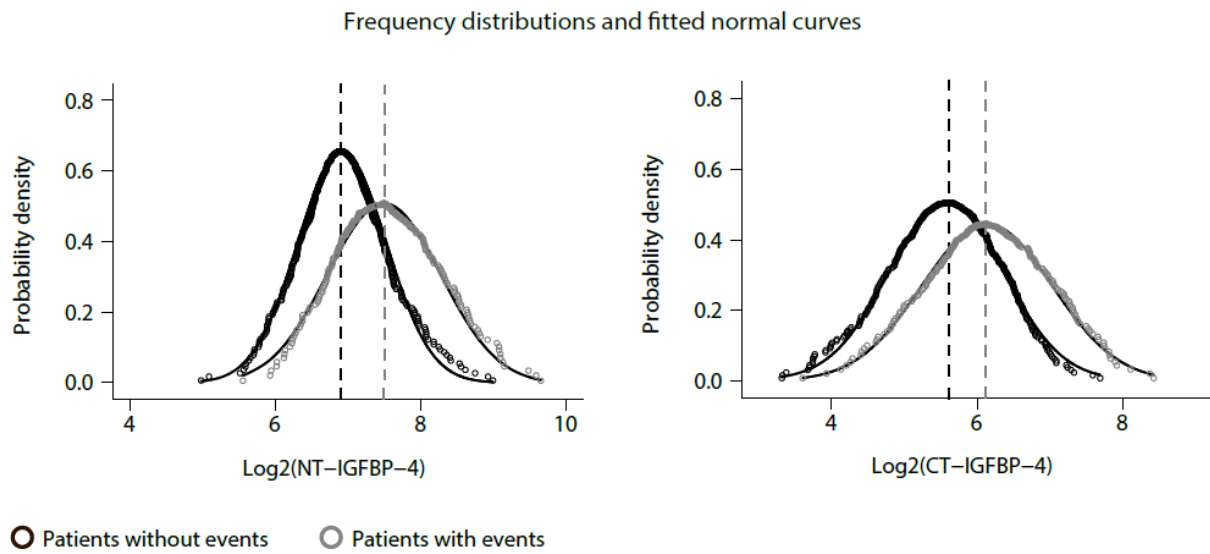 Frequency distributions and fitted normal curves
Probability density
0.8
0.6
0.4
0.2
0.0
4
6
8
10
Log2(NT–IGFBP–4)
Probability density
0.8
0.6
0.4
0.2
0.0
4
6
8
Log2(CT–IGFBP–4)
Patients without events
Patients with events